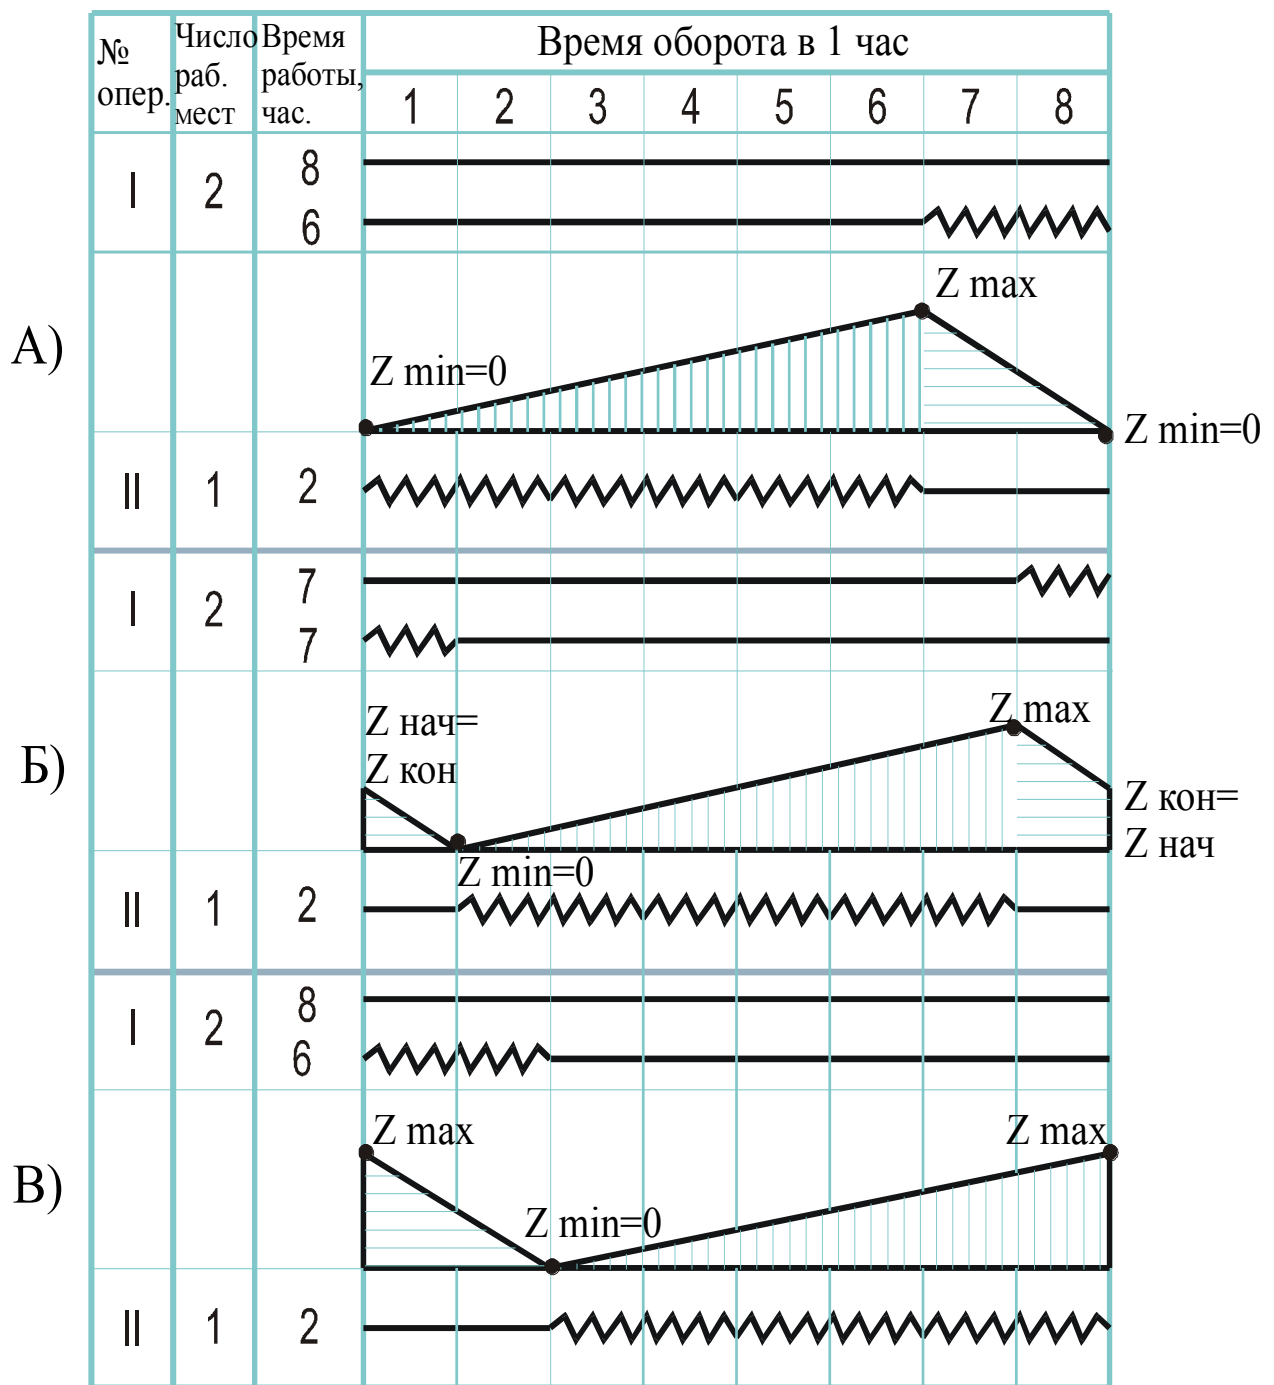 №
опер.
Число
раб.
мест
Время
работы,
час.
Время оборота в 1 час
1 2 3 4 5 6 7 8
А)
I 2 8
6
Z max
Z min=0
Z min=0
II 1 2
Б)
I 2 7
7
Z нач=
Z кон
Z max
Z кон=
Z нач
Z min=0
II 1 2
В)
I 2 8
6
Z max
Z max
Z min=0
II 1 2